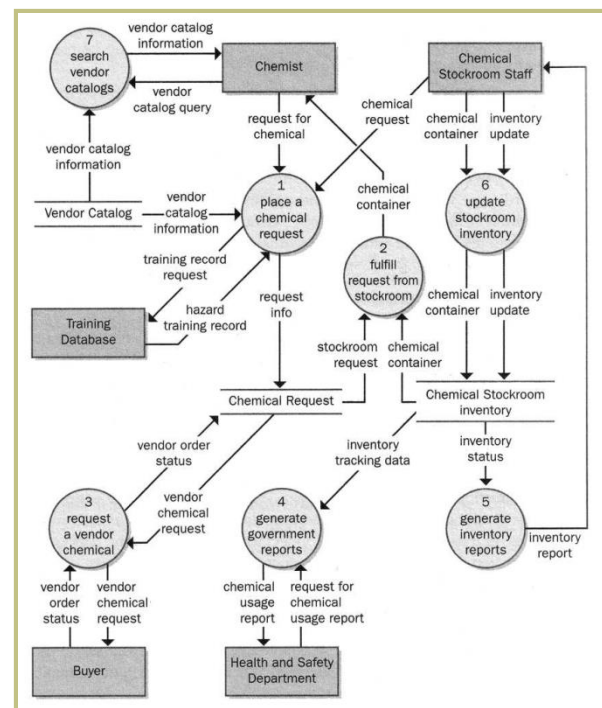 7
search
vendor
catalogs
vendor catalog
information
vendor
catalog query
Chemist
Chemical
Stockroom Staff
request for
chemical
chemical
request
chemical
container
inventory
update
vendor catalog
information
Vendor Catalog
vendor
catalog
information
1
place a
chemical
request
chemical
container
6
update
stockroom
inventory
2
fulfill
request from
stockroom
training record
request
hazard
training record
Training
Database
request
info
chemical
container
inventory
update
stockroom
request
chemical
container
Chemical Request
Chemical Stockroom
inventory
vendor order
status
vendor
chemical
request
inventory
tracking data
inventory
status
3
request
a vendor
chemical
4
generate
government
reports
5
generate
inventory
reports
inventory
report
vendor
order
status
vendor
chemical
request
chemical
usage
report
request for
chemical
usage report
Buyer
Health and Safety
Department